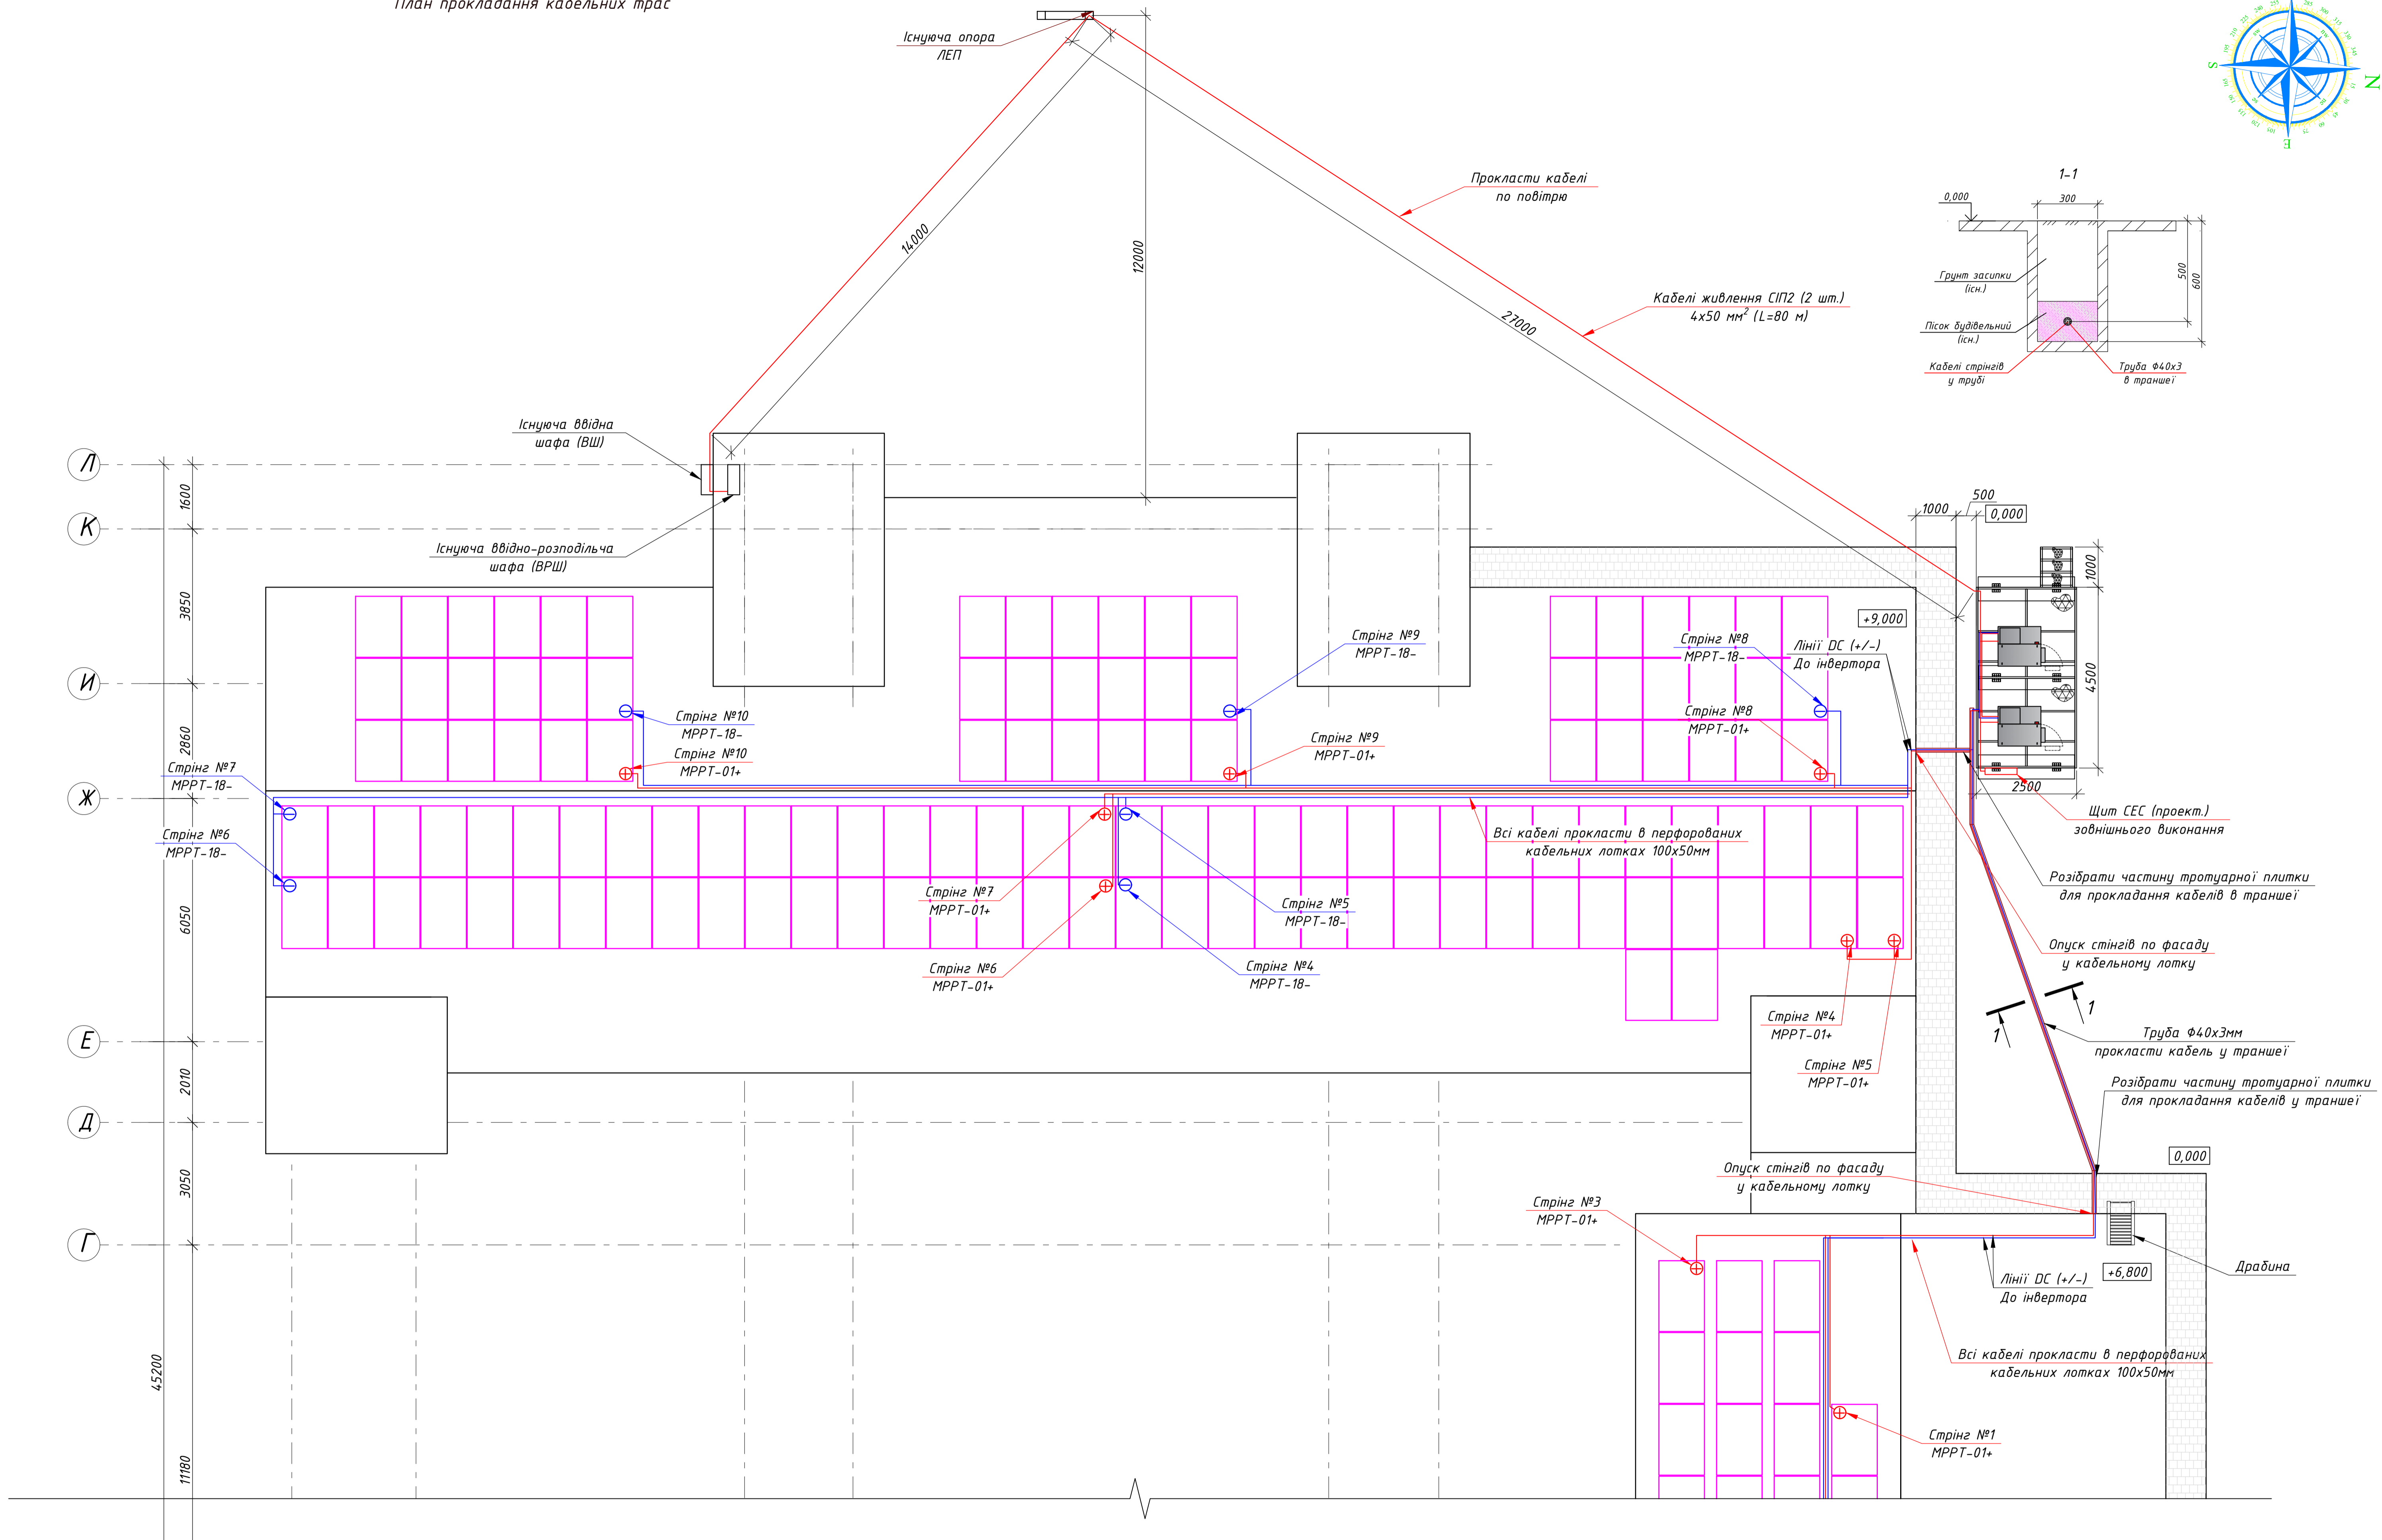 План прокладання кабельних трас
Існуюча опора
ЛЕП
14000
12000
27000
Прокласти кабелі
по повітрю
Кабелі живлення СІП2 (2 шт.)
4х50 мм² (L=80 м)
S
N
E
1-1
0,000
300
500
600
Грунт засипки
(існ.)
Пісок будівельний
(існ.)
Кабелі стрінгів
у трубі
Труба Ф40х3
в траншеї
Існуюча ввідна
шафа (ВШ)
Існуюча ввідно-розподільча
шафа (ВРШ)
Л
К
И
Ж
Е
Д
Г
1600
3850
2860
6050
2010
3050
11180
45200
1000
500
0,000
1000
4500
2500
+9,000
Лінії DC (+/-)
До інвертора
Стрінг №8
МРРТ-18-
Стрінг №8
МРРТ-01+
Стрінг №9
МРРТ-18-
Стрінг №9
МРРТ-01+
Стрінг №10
МРРТ-18-
Стрінг №10
МРРТ-01+
Стрінг №7
МРРТ-18-
Стрінг №6
МРРТ-18-
Стрінг №7
МРРТ-01+
Стрінг №6
МРРТ-01+
Стрінг №5
МРРТ-18-
Стрінг №4
МРРТ-18-
Всі кабелі прокласти в перфорованих
кабельних лотках 100х50мм
Щит СЕС (проект.)
зовнішнього виконання
Розібрати частину тротуарної плитки
для прокладання кабелів в траншеї
Опуск стінгів по фасаду
у кабельному лотку
Стрінг №4
МРРТ-01+
Стрінг №5
МРРТ-01+
1
1
Труба Ф40х3мм
прокласти кабель у траншеї
Розібрати частину тротуарної плитки
для прокладання кабелів у траншеї
0,000
Опуск стінгів по фасаду
у кабельному лотку
Стрінг №3
МРРТ-01+
Лінії DC (+/-)
До інвертора
+6,800
Драбина
Всі кабелі прокласти в перфорованих
кабельних лотках 100х50мм
Стрінг №1
МРРТ-01+